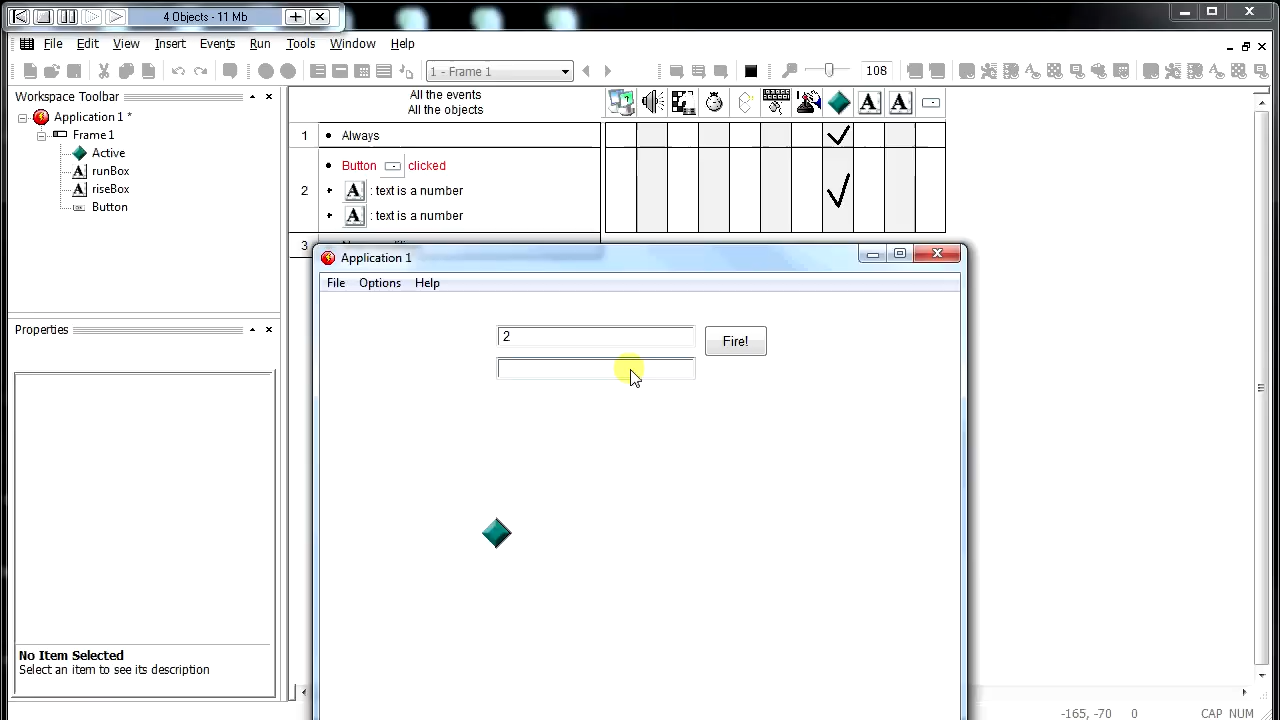 4 Objects - 11 Mb
File Edit View Insert Events Run Tools Window Help
1 - Frame 1
108
Workspace Toolbar
Application 1 *
Frame 1
Active
runBox
riseBox
Button
All the events
All the objects
1 Always
2 Button clicked
: text is a number
: text is a number
3
Application 1
File Options Help
2
Fire!
Properties
No Item Selected
Select an item to see its description
-165, -70 0 CAP NUM